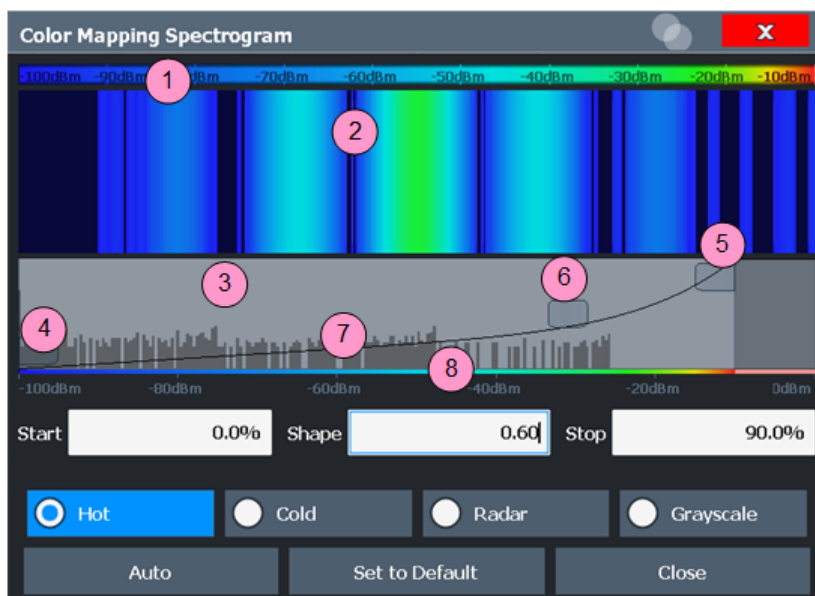 Color Mapping Spectrogram
x
-100dBm -90dBm dBm -70dBm -60dBm -50dBm -40dBm -30dBm -20dBm -10dBm
1
2
3
4
5
6
7
8
-100dBm -80dBm -60dBm -40dBm -20dBm 0dBm
Start 0.0% Shape 0.60 Stop 90.0%
Hot Cold Radar Grayscale
Auto Set to Default Close